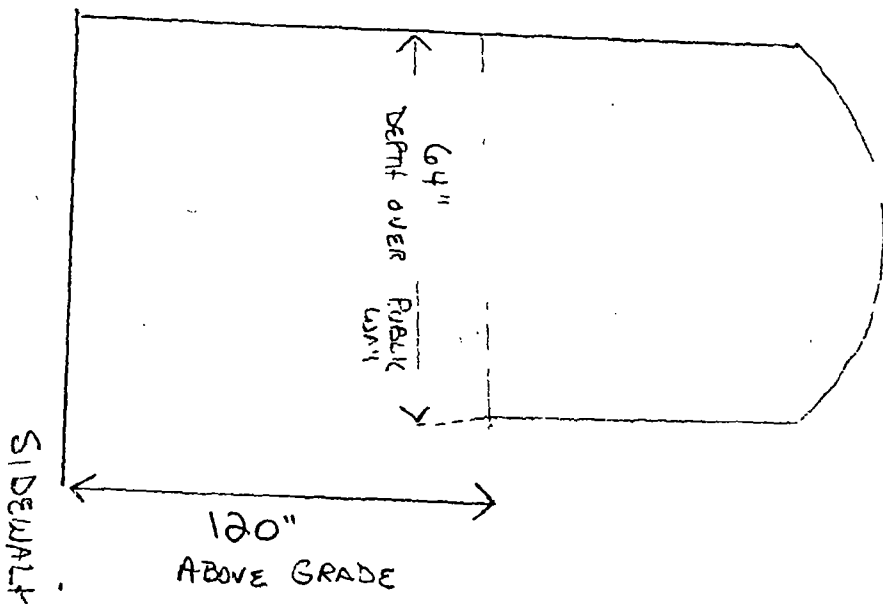 64"
DEPTH OVER PUBLIC
WAY
120"
ABOVE GRADE
SIDEWALK